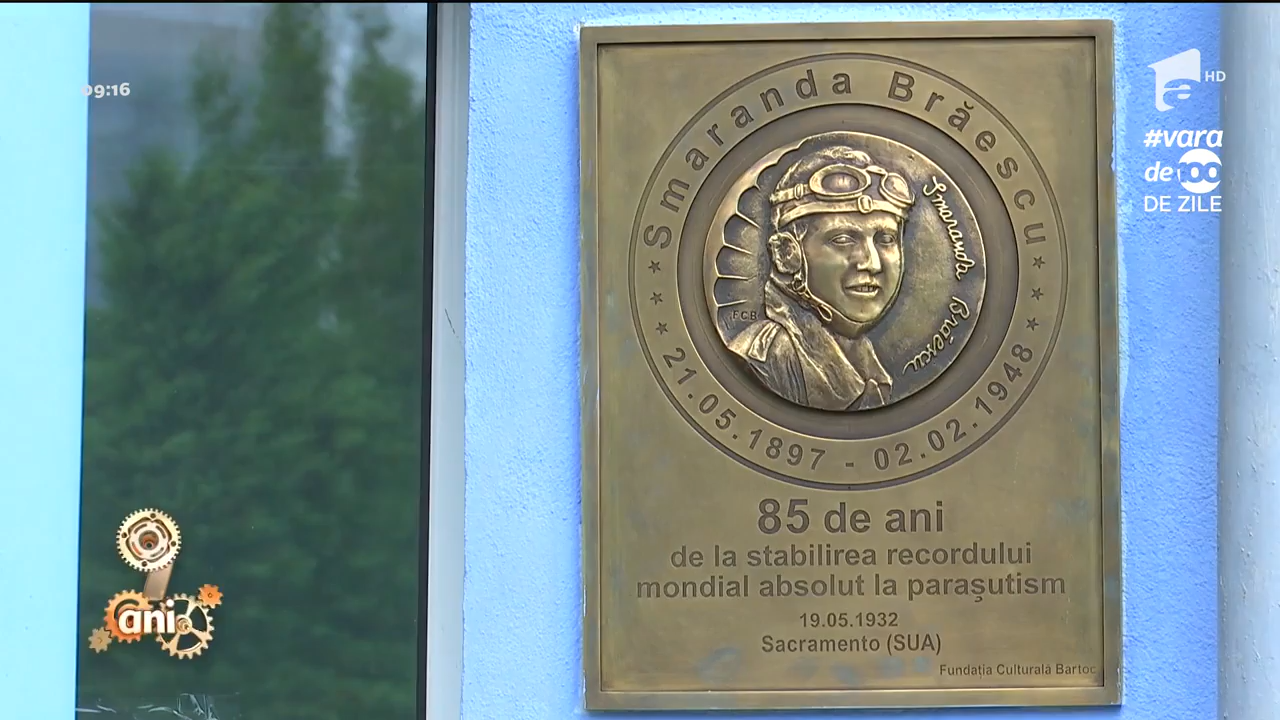 09:16
HD
#vara
de 100
DE ZILE
Smaranda Brăescu
Smaranda Brăescu
FCB
21.05.1897 - 02.02.1948
85 de ani
de la stabilirea recordului
mondial absolut la parașutism
19.05.1932
Sacramento (SUA)
Fundația Culturală Bartoc
9
ani